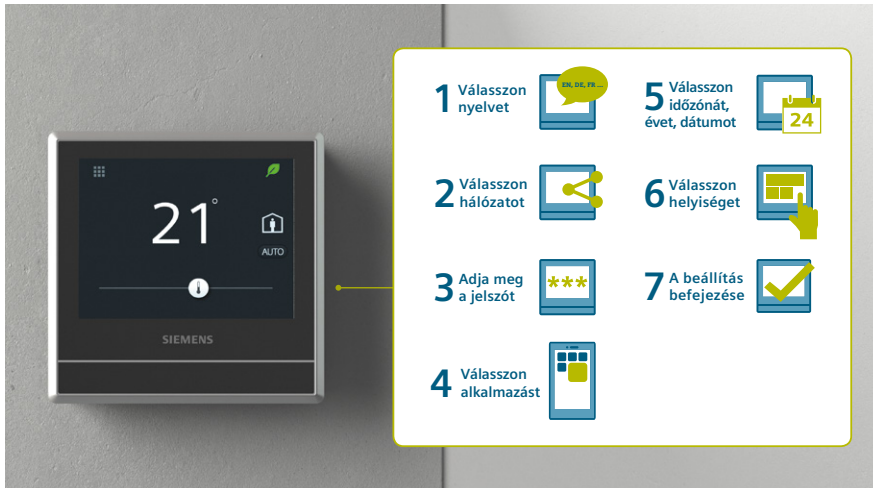 21°
AUTO
SIEMENS
1 Válasszon
nyelvet
EN, DE, FR ...
2 Válasszon
hálózatot
3 Adja meg
a jelszót
***
4 Válasszon
alkalmazást
5 Válasszon
időzónát,
évet, dátumot
24
6 Válasszon
helyiséget
7 A beállítás
befejezése